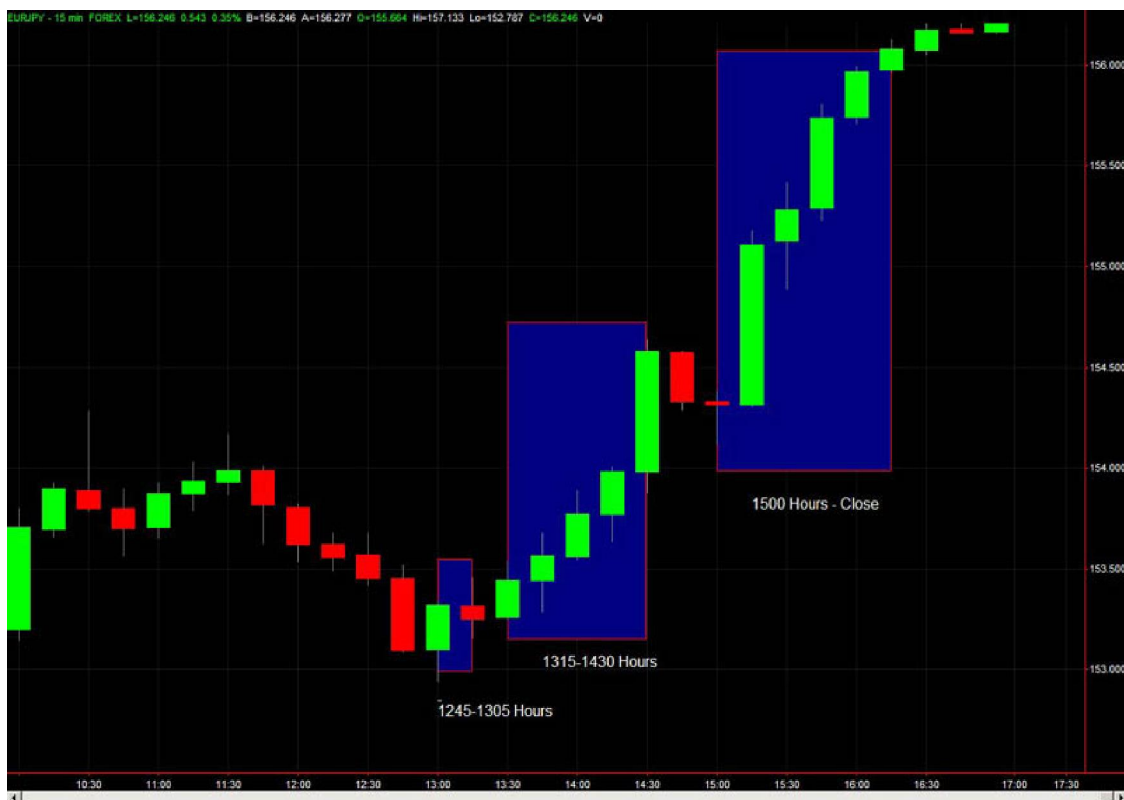 EURJPY - 15 min FOREX L=156.246 0.543 0.35% B=156.246 A=156.277 O=155.664 Hi=157.133 Lo=152.787 C=156.246 V=0
156.000
155.500
155.000
154.500
154.000
1500 Hours - Close
153.500
1315-1430 Hours
153.000
1245-1305 Hours
10:30 11:00 11:30 12:00 12:30 13:00 13:30 14:00 14:30 15:00 15:30 16:00 16:30 17:00 17:30